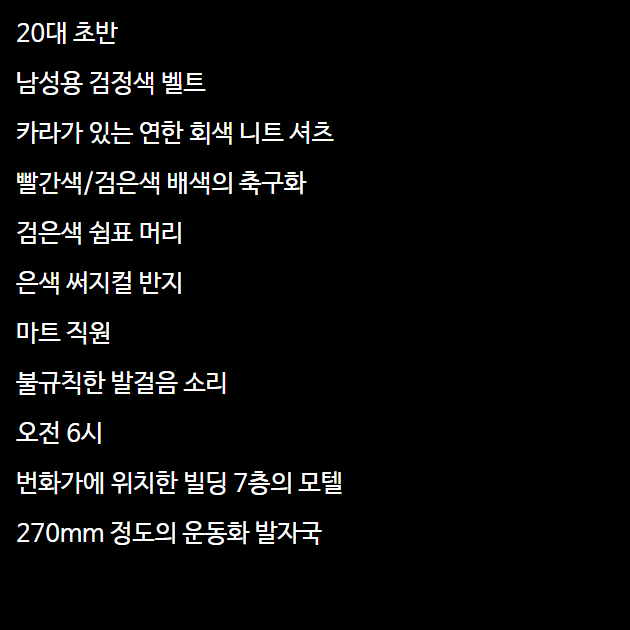 20대 초반
남성용 검정색 벨트
카라가 있는 연한 회색 니트 셔츠
빨간색/검은색 배색의 축구화
검은색 쉼표 머리
은색 써지컬 반지
마트 직원
불규칙한 발걸음 소리
오전 6시
번화가에 위치한 빌딩 7층의 모텔
270mm 정도의 운동화 발자국